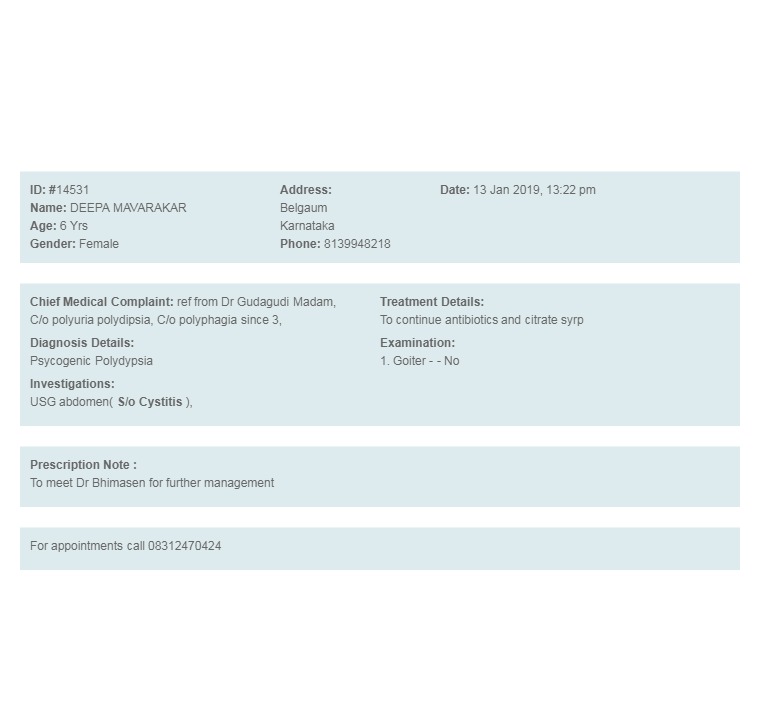 ID: #14531
Name: DEEPA MAVARAKAR
Age: 6 Yrs
Gender: Female
Address:
Belgaum
Karnataka
Phone: 8139948218
Date: 13 Jan 2019, 13:22 pm
Chief Medical Complaint: ref from Dr Gudagudi Madam,
C/o polyuria polydipsia, C/o polyphagia since 3,
Diagnosis Details:
Psycogenic Polydypsia
Investigations:
USG abdomen( S/o Cystitis ),
Treatment Details:
To continue antibiotics and citrate syrp
Examination:
1. Goiter - - No
Prescription Note :
To meet Dr Bhimasen for further management
For appointments call 08312470424